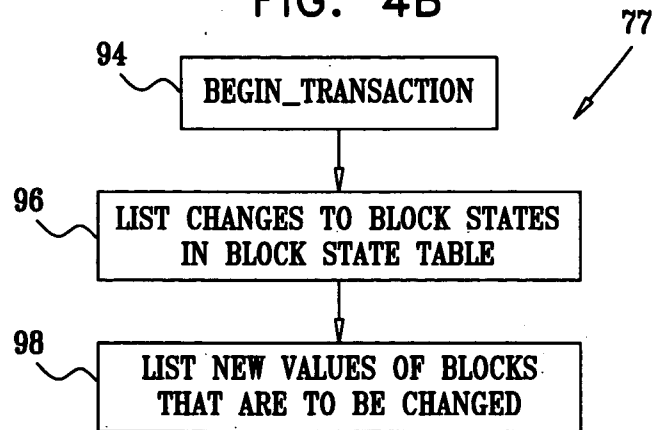 FIG. 4B
77
94
BEGIN_TRANSACTION
96
LIST CHANGES TO BLOCK STATES
IN BLOCK STATE TABLE
98
LIST NEW VALUES OF BLOCKS
THAT ARE TO BE CHANGED